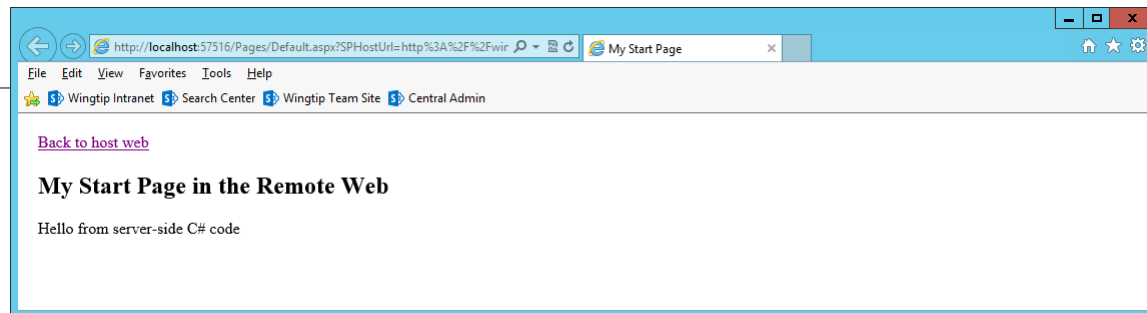 http://localhost:57516/Pages/Default.aspx?SPHostUrl=http%3A%2F%2Fwir My Start Page
File Edit View Favorites Tools Help
Wingtip Intranet Search Center Wingtip Team Site Central Admin
Back to host web
My Start Page in the Remote Web
Hello from server-side C# code